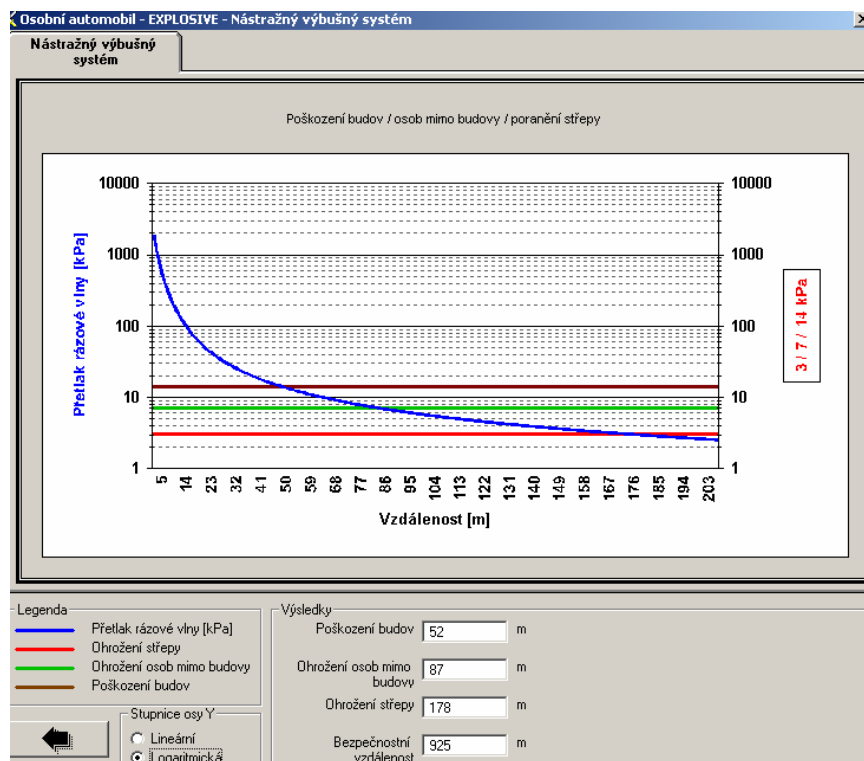 Osobní automobil - EXPLOSIVE - Nástražný výbušný systém
Nástražný výbušný
systém
Poškození budov / osob mimo budovy / poranění střepy
Přetlak rázové vlny [kPa]
10000
1000
100
10
1
10000
1000
100
10
1
3 / 7 / 14 kPa
5 14 23 32 41 50 59 68 77 86 95 104 113 122 131 140 149 158 167 176 185 194 203
Vzdálenost [m]
Legenda
Přetlak rázové vlny [kPa]
Ohrožení střepy
Ohrožení osob mimo budovy
Poškození budov
Stupnice osy Y
Lineární
Logaritmická
Výsledky
Poškození budov 52 m
Ohrožení osob mimo
budovy 87 m
Ohrožení střepy 178 m
Bezpečnostní
vzdálenost 925 m